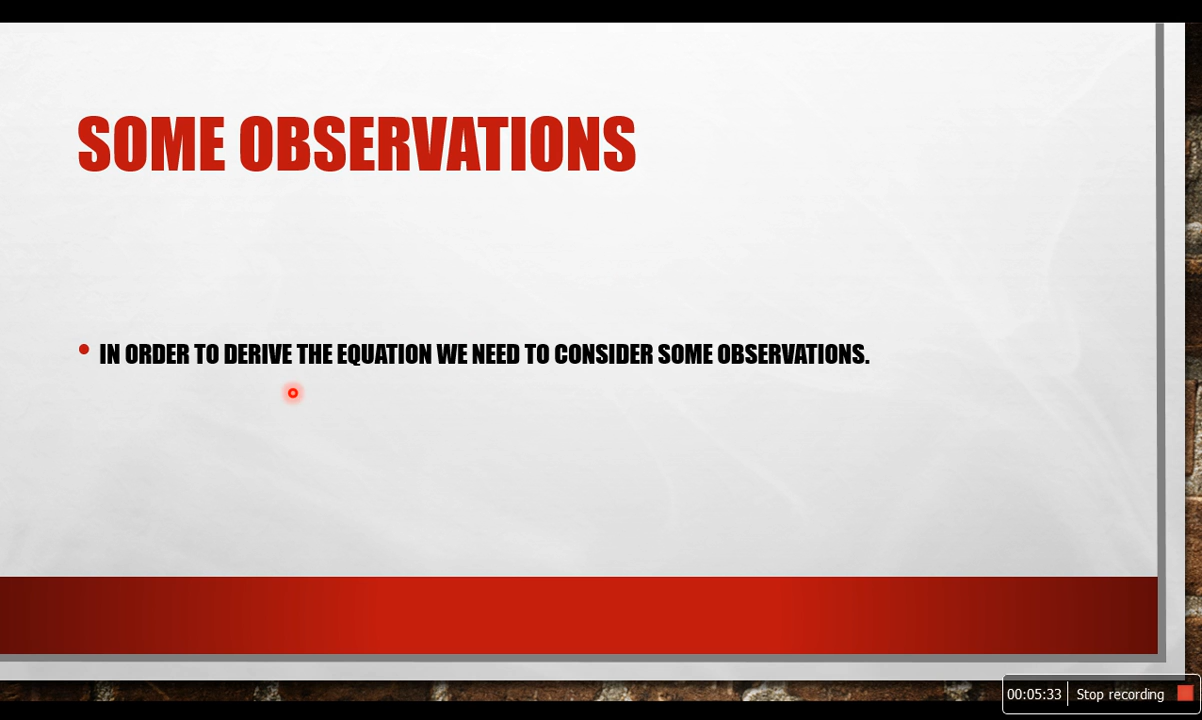 SOME OBSERVATIONS
• IN ORDER TO DERIVE THE EQUATION WE NEED TO CONSIDER SOME OBSERVATIONS.
00:05:33 Stop recording